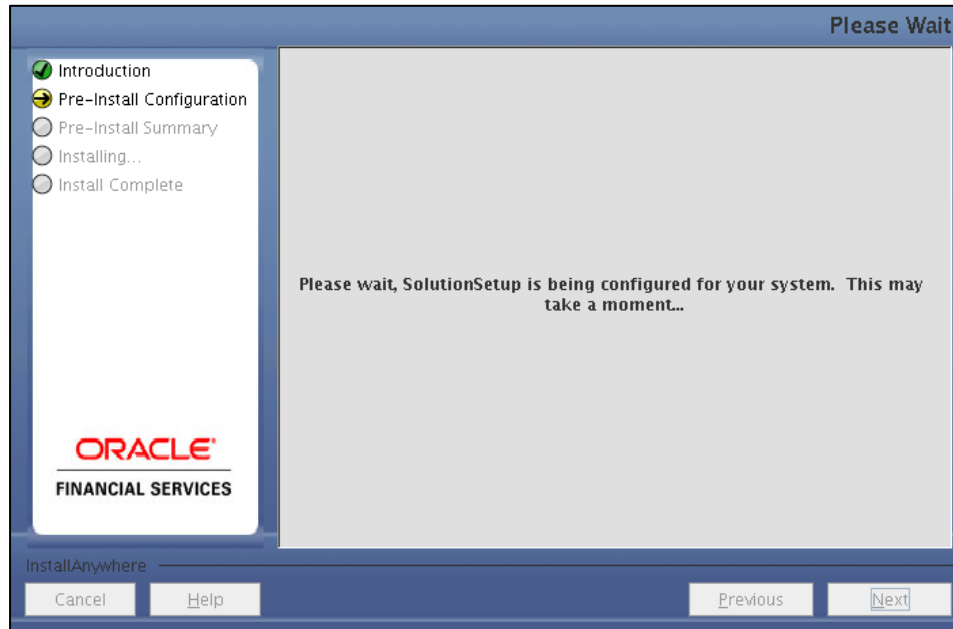 Please Wait
Introduction
Pre-Install Configuration
Pre-Install Summary
Installing...
Install Complete
Please wait, SolutionSetup is being configured for your system. This may
take a moment...
ORACLE
FINANCIAL SERVICES
InstallAnywhere
Cancel
Help
Previous
Next